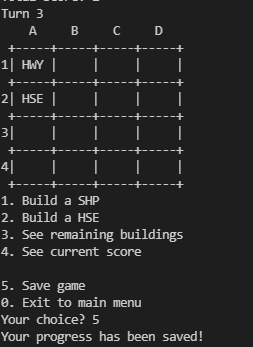 Turn 3
A B C D
+-----+-----+-----+-----+
1| HWY | | | |
+-----+-----+-----+-----+
2| HSE | | | |
+-----+-----+-----+-----+
3| | | | |
+-----+-----+-----+-----+
4| | | | |
+-----+-----+-----+-----+
1. Build a SHP
2. Build a HSE
3. See remaining buildings
4. See current score
5. Save game
0. Exit to main menu
Your choice? 5
Your progress has been saved!